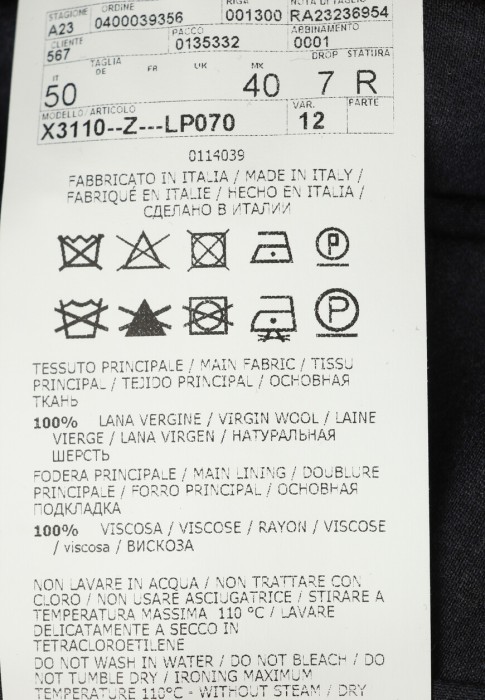 STAGIONE ORDINE RIGA NOTA DI TAGLIO
A23 0400039356 001300 RA23236954
CLIENTE PACCO ABBINAMENTO
567 0135332 0001
IT TAGLIA DE FR UK MX DROP STATURA
50 40 7 R
MODELLO/ARTICOLO VAR. PARTE
X3110--Z---LP070 12
0114039
FABBRICATO IN ITALIA / MADE IN ITALY /
FABRIQUÉ EN ITALIE / HECHO EN ITALIA /
СДЕЛАНО В ИТАЛИИ
P
P
TESSUTO PRINCIPALE / MAIN FABRIC / TISSU
PRINCIPAL / TEJIDO PRINCIPAL / ОСНОВНАЯ
ТКАНЬ
100% LANA VERGINE / VIRGIN WOOL / LAINE
VIERGE / LANA VIRGEN / НАТУРАЛЬНАЯ
ШЕРСТЬ
FODERA PRINCIPALE / MAIN LINING / DOUBLURE
PRINCIPALE / FORRO PRINCIPAL / ОСНОВНАЯ
ПОДКЛАДКА
100% VISCOSA / VISCOSE / RAYON / VISCOSE
/ viscosa / ВИСКОЗА
NON LAVARE IN ACQUA / NON TRATTARE CON
CLORO / NON USARE ASCIUGATRICE / STIRARE A
TEMPERATURA MASSIMA 110 °C / LAVARE
DELICATAMENTE A SECCO IN
TETRACLOROETILENE
DO NOT WASH IN WATER / DO NOT BLEACH / DO
NOT TUMBLE DRY / IRONING MAXIMUM
TEMPERATURE 110°C - WITHOUT STEAM / DRY